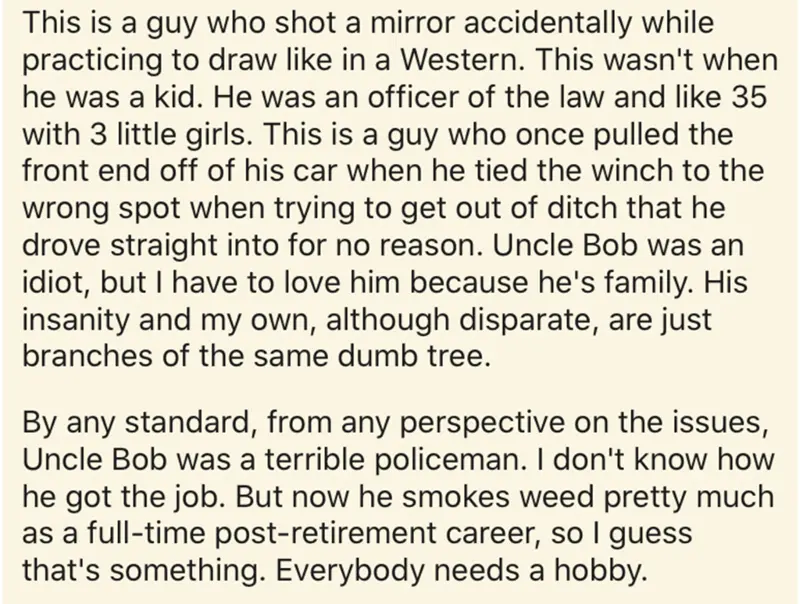 This is a guy who shot a mirror accidentally while
practicing to draw like in a Western. This wasn't when
he was a kid. He was an officer of the law and like 35
with 3 little girls. This is a guy who once pulled the
front end off of his car when he tied the winch to the
wrong spot when trying to get out of ditch that he
drove straight into for no reason. Uncle Bob was an
idiot, but I have to love him because he's family. His
insanity and my own, although disparate, are just
branches of the same dumb tree.
By any standard, from any perspective on the issues,
Uncle Bob was a terrible policeman. I don't know how
he got the job. But now he smokes weed pretty much
as a full-time post-retirement career, so I guess
that's something. Everybody needs a hobby.